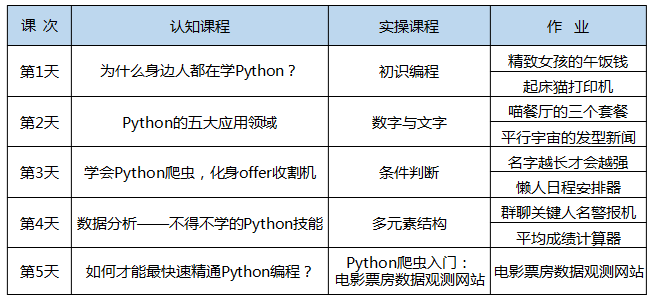 课 次 认知课程 实操课程 作 业
第1天 为什么身边人都在学Python？ 初识编程 精致女孩的午饭钱
起床猫打印机
第2天 Python的五大应用领域 数字与文字 喵餐厅的三个套餐
平行宇宙的发型新闻
第3天 学会Python爬虫，化身offer收割机 条件判断 名字越长才会越强
懒人日程安排器
第4天 数据分析——不得不学的Python技能 多元素结构 群聊关键人名警报机
平均成绩计算器
第5天 如何才能最快速精通Python编程？ Python爬虫入门：
电影票房数据观测网站 电影票房数据观测网站